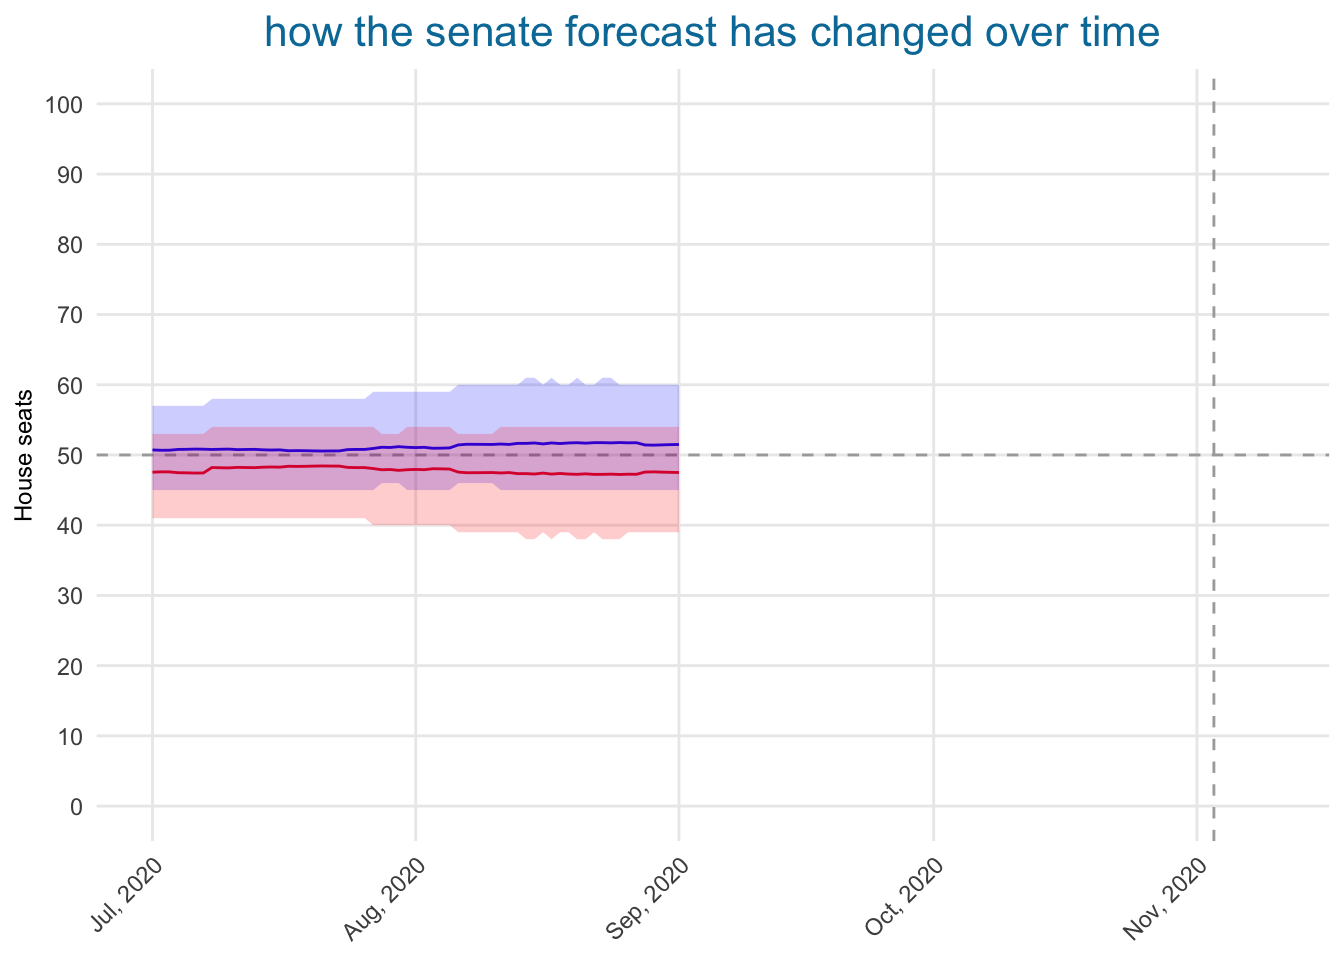 how the senate forecast has changed over time
House seats
100
90
80
70
60
50
40
30
20
10
0
Jul, 2020
Aug, 2020
Sep, 2020
Oct, 2020
Nov, 2020